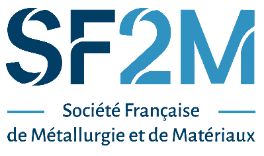 SF2M
Société Française
de Métallurgie et de Matériaux